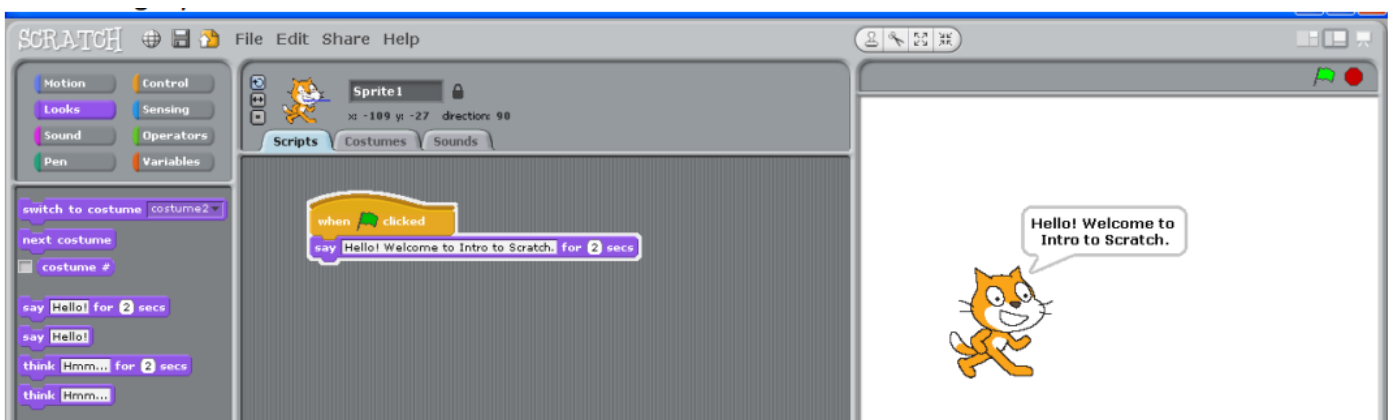 SCRATCH File Edit Share Help
Motion Control
Looks Sensing
Sound Operators
Pen Variables
Sprite1
x: -109 y: -27 direction: 90
Scripts Costumes Sounds
switch to costume costume2
next costume
costume #
say Hello! for 2 secs
say Hello!
think Hmm... for 2 secs
think Hmm...
when clicked
say Hello! Welcome to Intro to Scratch. for 2 secs
Hello! Welcome to
Intro to Scratch.